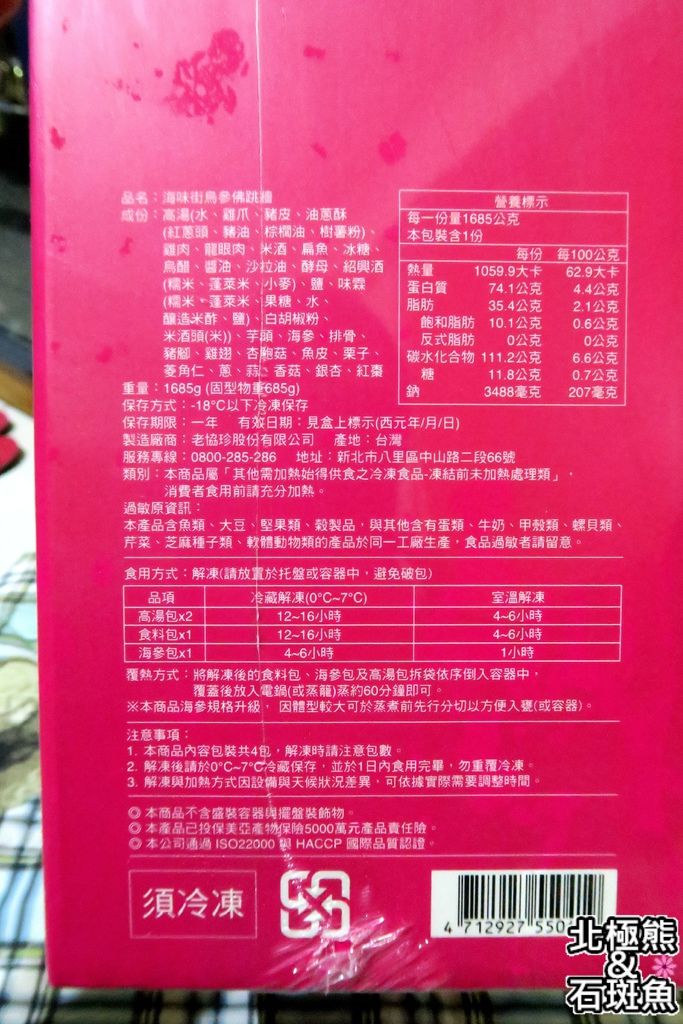 品名：海味街烏參佛跳牆
成份：高湯(水、雞爪、豬皮、油蔥酥
(紅蔥頭、豬油、棕櫚油、樹薯粉)、
雞肉、龍眼肉、米酒、扁魚、冰糖、
烏醋、醬油、沙拉油、酵母、紹興酒
(糯米、蓬萊米、小麥)、鹽、味霖
(糯米、蓬萊米、果糖、水、
釀造米醋、鹽)、白胡椒粉、
米酒頭(米))、芋頭、海參、排骨、
豬腳、雞翅、杏鮑菇、魚皮、栗子、
菱角仁、蔥、蒜、香菇、銀杏、紅棗
營養標示
每一份量1685公克
本包裝含1份
每份 每100公克
熱量 1059.9大卡 62.9大卡
蛋白質 74.1公克 4.4公克
脂肪 35.4公克 2.1公克
飽和脂肪 10.1公克 0.6公克
反式脂肪 0公克 0公克
碳水化合物 111.2公克 6.6公克
糖 11.8公克 0.7公克
鈉 3488毫克 207毫克
重量：1685g (固型物重685g)
保存方式：-18°C以下冷凍保存
保存期限：一年 有效日期：見盒上標示(西元年/月/日)
製造廠商：老協珍股份有限公司 產地：台灣
服務專線：0800-285-286 地址：新北市八里區中山路二段66號
類別：本商品屬「其他需加熱始得供食之冷凍食品-凍結前未加熱處理類」，
消費者食用前請充分加熱。
過敏原資訊：
本產品含魚類、大豆、堅果類、穀製品，與其他含有蛋類、牛奶、甲殼類、螺貝類、
芹菜、芝麻種子類、軟體動物類的產品於同一工廠生產，食品過敏者請留意。
食用方式：解凍(請放置於托盤或容器中，避免破包)
品項 冷藏解凍(0°C~7°C) 室溫解凍
高湯包x2 12~16小時 4~6小時
食料包x1 12~16小時 4~6小時
海參包x1 4~6小時 1小時
覆熱方式：將解凍後的食料包、海參包及高湯包拆袋依序倒入容器中，
覆蓋後放入電鍋(或蒸籠)蒸約60分鐘即可。
※本商品海參規格升級，因體型較大可於蒸煮前先行分切以方便入甕(或容器)。
注意事項：
1. 本商品內容包裝共4包，解凍時請注意包數。
2. 解凍後請於0°C~7°C冷藏保存，並於1日內食用完畢，勿重覆冷凍。
3. 解凍與加熱方式因設備與天候狀況差異，可依據實際需要調整時間。
◎ 本商品不含盛裝容器與擺盤裝飾物。
◎ 本產品已投保美亞產物保險5000萬元產品責任險。
◎ 本公司通過 ISO22000 與 HACCP 國際品質認證。
須冷凍
4 712927 550
北極熊
&
石斑魚